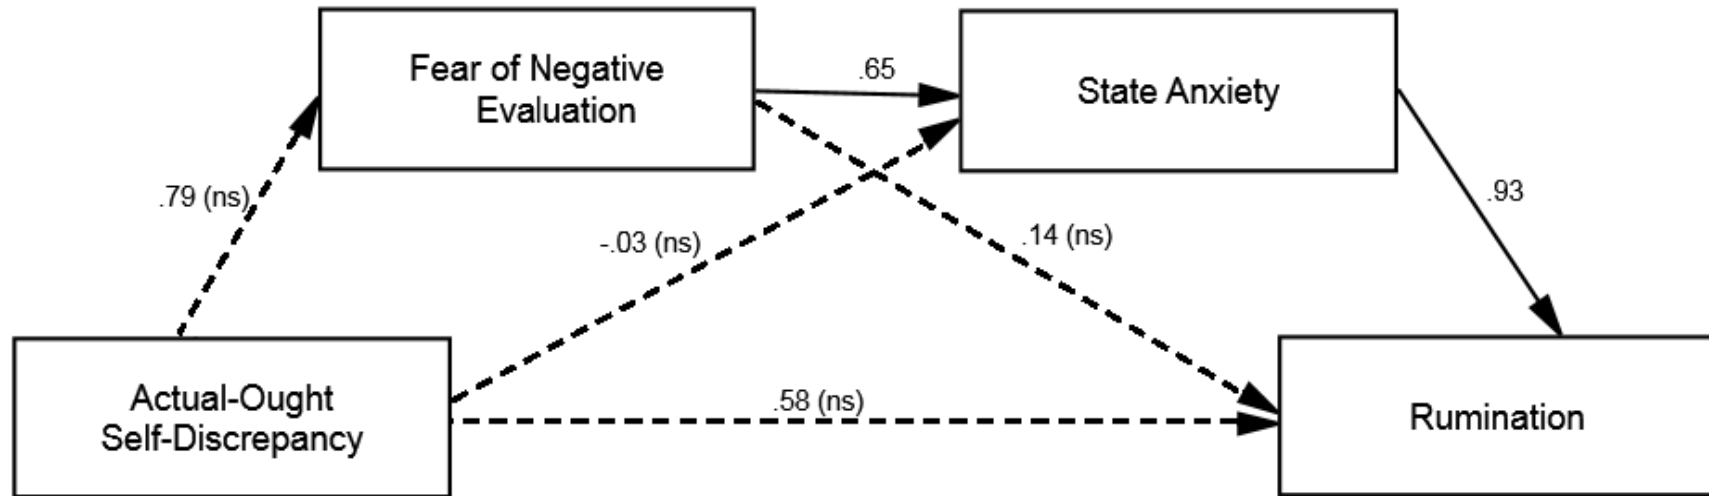 Fear of Negative
Evaluation
.65
State Anxiety
.79 (ns)
-.03 (ns)
.14 (ns)
.93
Actual-Ought
Self-Discrepancy
.58 (ns)
Rumination